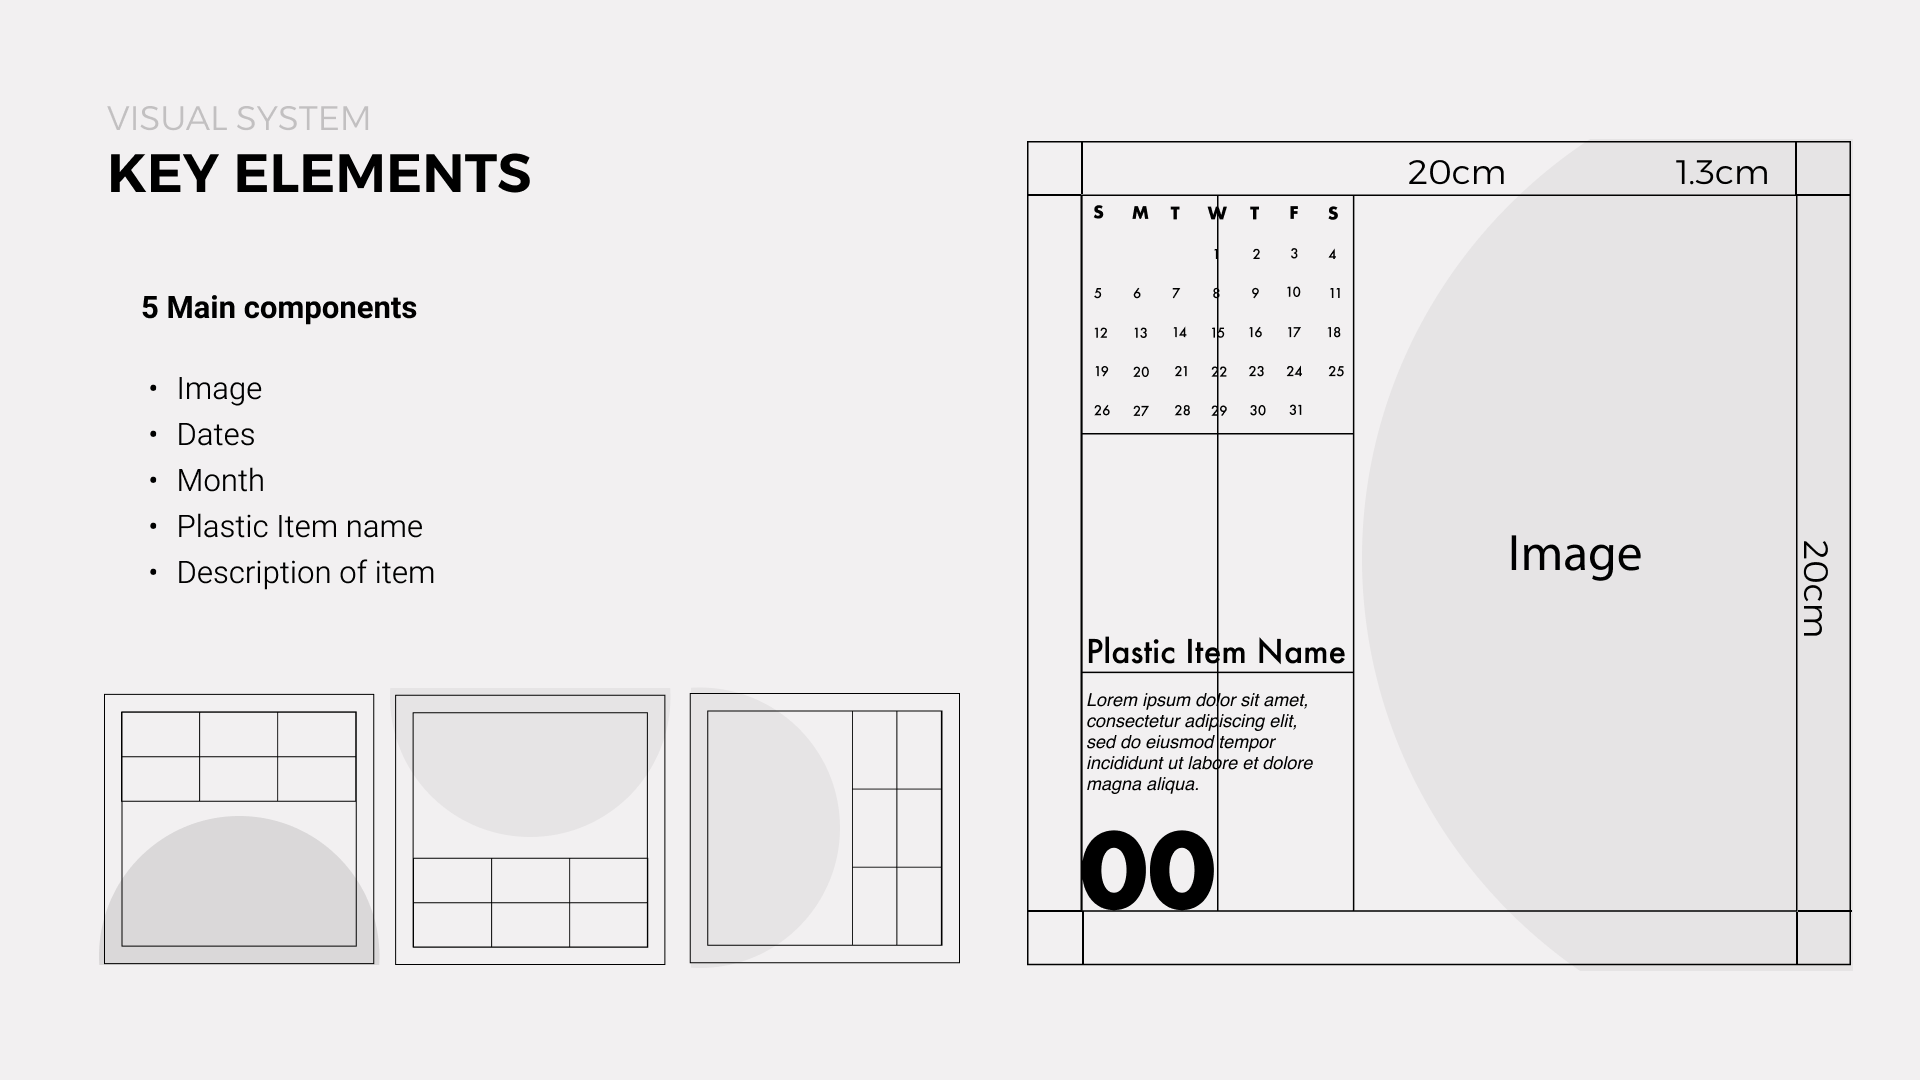 VISUAL SYSTEM
KEY ELEMENTS
5 Main components
• Image
• Dates
• Month
• Plastic Item name
• Description of item
20cm 1.3cm
S M T W T F S
1 2 3 4
5 6 7 8 9 10 11
12 13 14 15 16 17 18
19 20 21 22 23 24 25
26 27 28 29 30 31
Image
20cm
Plastic Item Name
Lorem ipsum dolor sit amet,
consectetur adipiscing elit,
sed do eiusmod tempor
incididunt ut labore et dolore
magna aliqua.
00